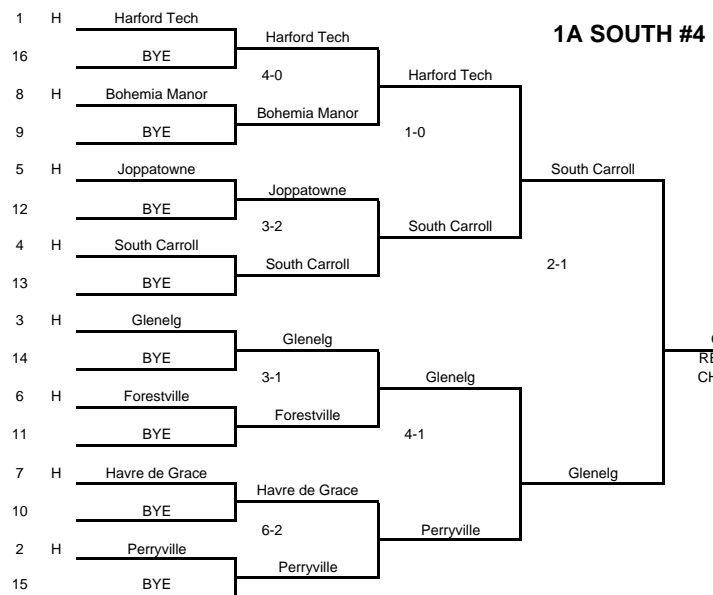 1A SOUTH #4
1 H Harford Tech
Harford Tech
16 BYE
4-0
Harford Tech
8 H Bohemia Manor
Bohemia Manor
9 BYE
1-0
5 H Joppatowne
South Carroll
Joppatowne
12 BYE
3-2
South Carroll
4 H South Carroll
South Carroll
2-1
13 BYE
3 H Glenelg
Glenelg
14 BYE
3-1
Glenelg
6 H Forestville
Forestville
11 BYE
4-1
7 H Havre de Grace
Glenelg
Havre de Grace
10 BYE
6-2
Perryville
2 H Perryville
Perryville
15 BYE